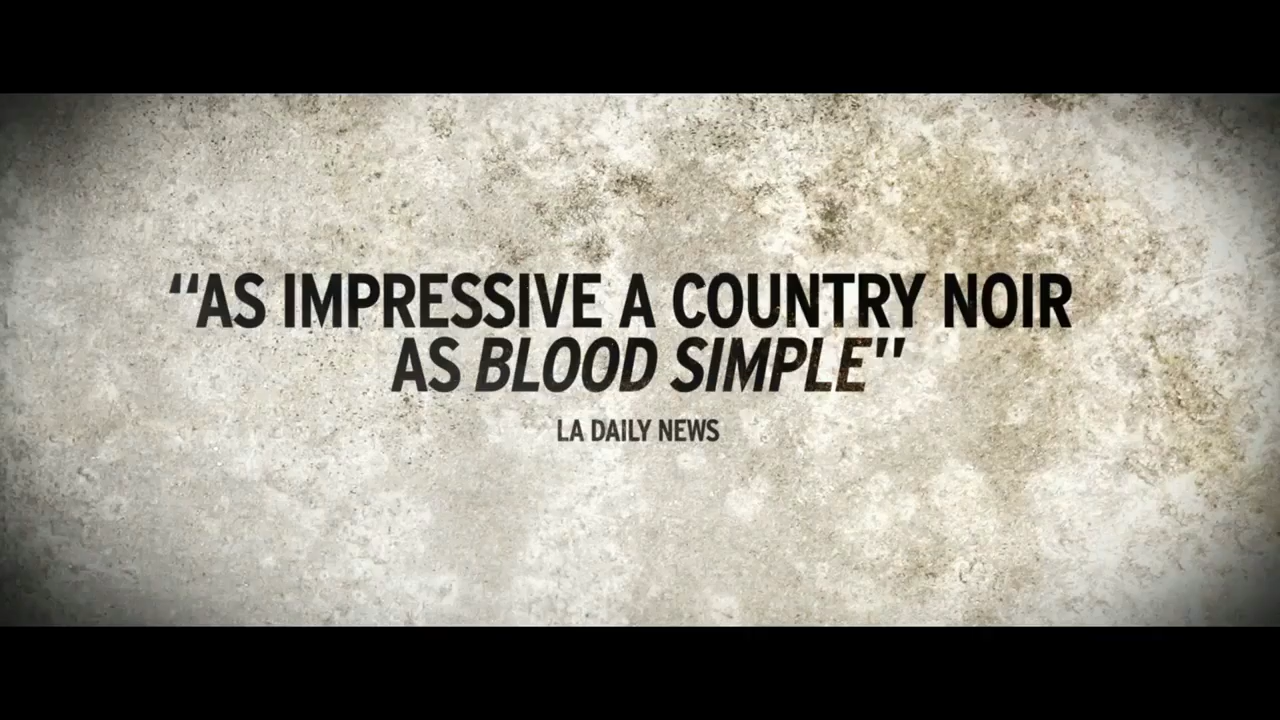 “AS IMPRESSIVE A COUNTRY NOIR
AS BLOOD SIMPLE”
LA DAILY NEWS